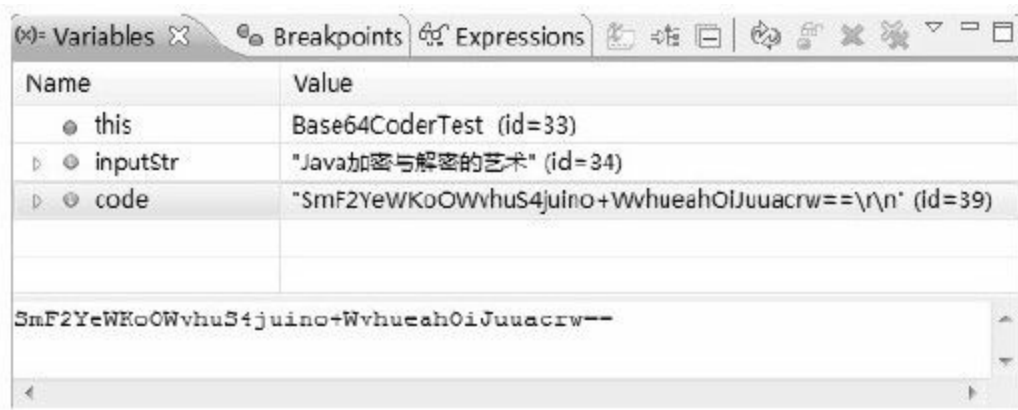 (x)= Variables Breakpoints Expressions
Name Value
this Base64CoderTest (id=33)
inputStr "Java加密与解密的艺术" (id=34)
code "SmF2YeWKoOWvhuS4juino+WvhueahOiJuuacrw==\r\n" (id=39)
SmF2YeWKoOWvhuS4juino+WvhueahOiJuuacrw==